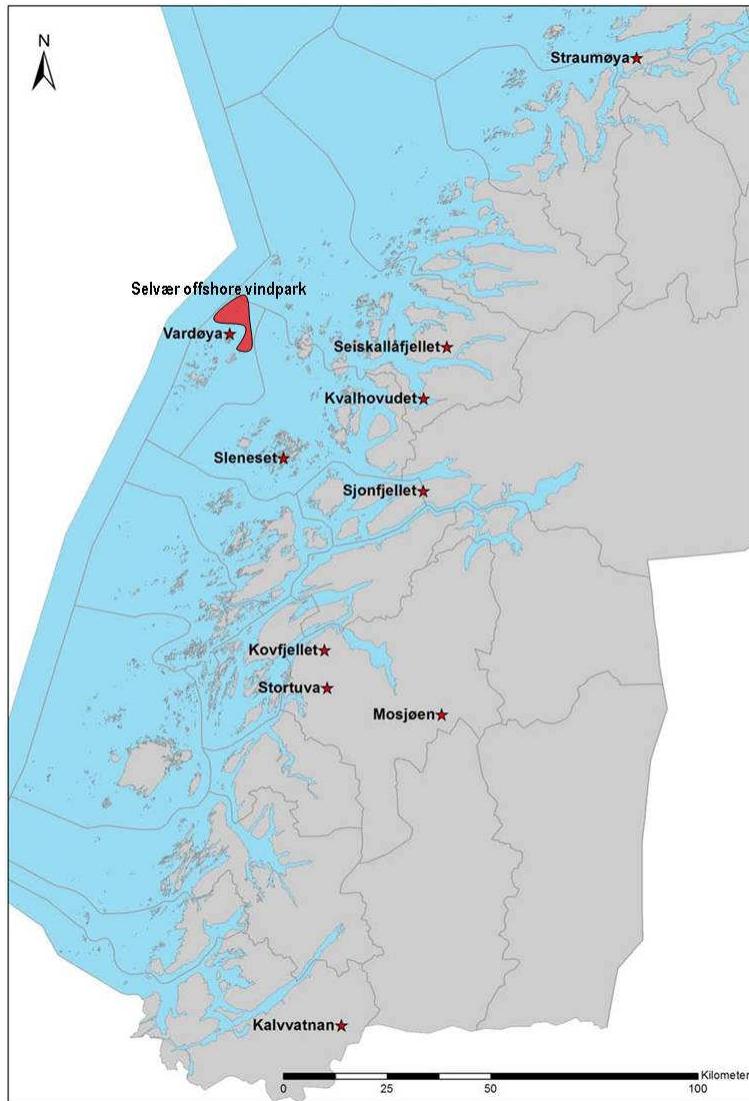 N
Straumøya
Selvær offshore vindpark
Vardøya
Seiskallåfjellet
Kvalhovudet
Sleneset
Sjonfjellet
Kovfjellet
Stortuva
Mosjøen
Kalvvatnan
Kilometer
0 25 50 100